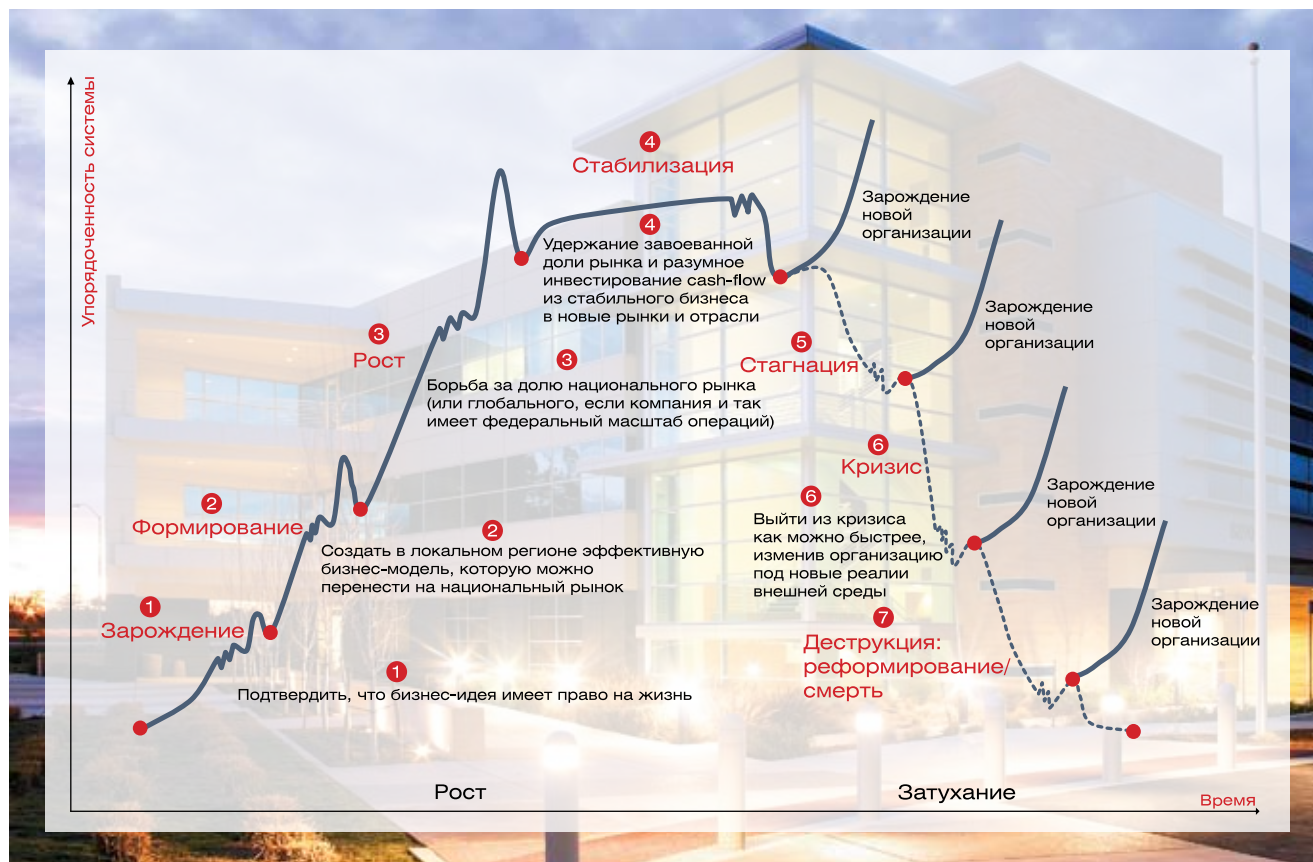 Упорядоченность системы
4
Стабилизация
4
Удержание завоеванной
доли рынка и разумное
инвестирование cash-flow
из стабильного бизнеса
в новые рынки и отрасли
Зарождение
новой
организации
3
Рост
3
Борьба за долю национального рынка
(или глобального, если компания и так
имеет федеральный масштаб операций)
5
Стагнация
Зарождение
новой
организации
6
Кризис
6
Выйти из кризиса
как можно быстрее,
изменив организацию
под новые реалии
внешней среды
Зарождение
новой
организации
2
Формирование
2
Создать в локальном регионе эффективную
бизнес-модель, которую можно
перенести на национальный рынок
1
Зарождение
1
Подтвердить, что бизнес-идея имеет право на жизнь
7
Деструкция:
реформирование/
смерть
Зарождение
новой
организации
Рост
Затухание
Время